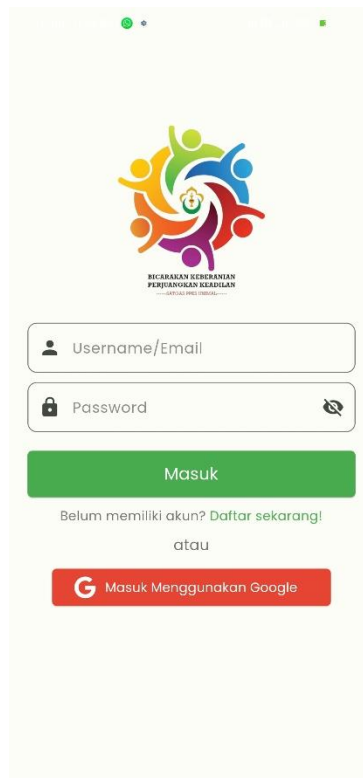 BICARAKAN KEBERANIAN
PERJUANGKAN KEADILAN
Username/Email
Password
Masuk
Belum memiliki akun? Daftar sekarang!
atau
G Masuk Menggunakan Google